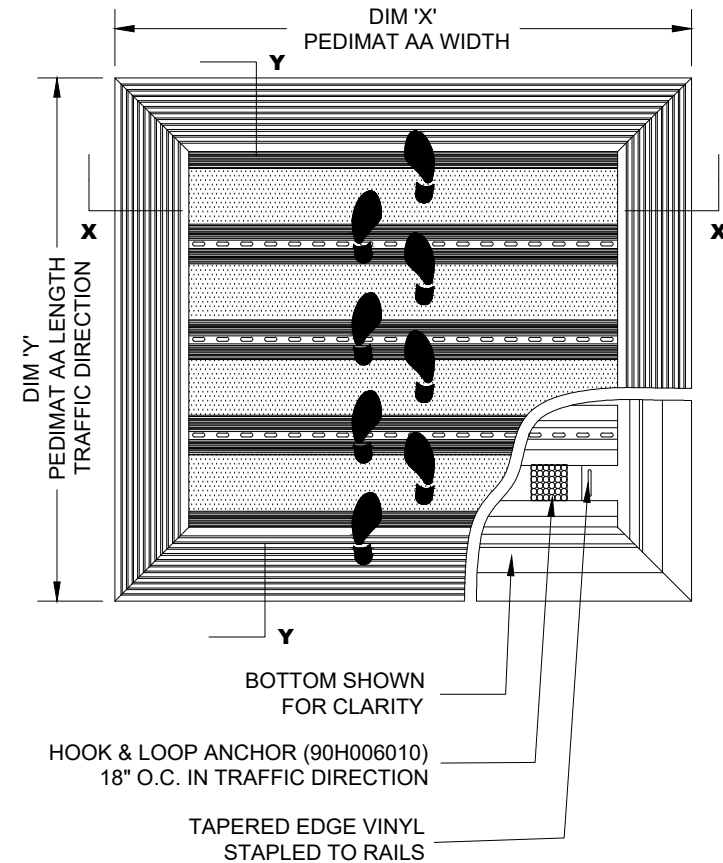 DIM 'X'
PEDIMAT AA WIDTH
Y
X
X
DIM 'Y'
PEDIMAT AA LENGTH
TRAFFIC DIRECTION
Y
BOTTOM SHOWN
FOR CLARITY
HOOK & LOOP ANCHOR (90H006010)
18" O.C. IN TRAFFIC DIRECTION
TAPERED EDGE VINYL
STAPLED TO RAILS